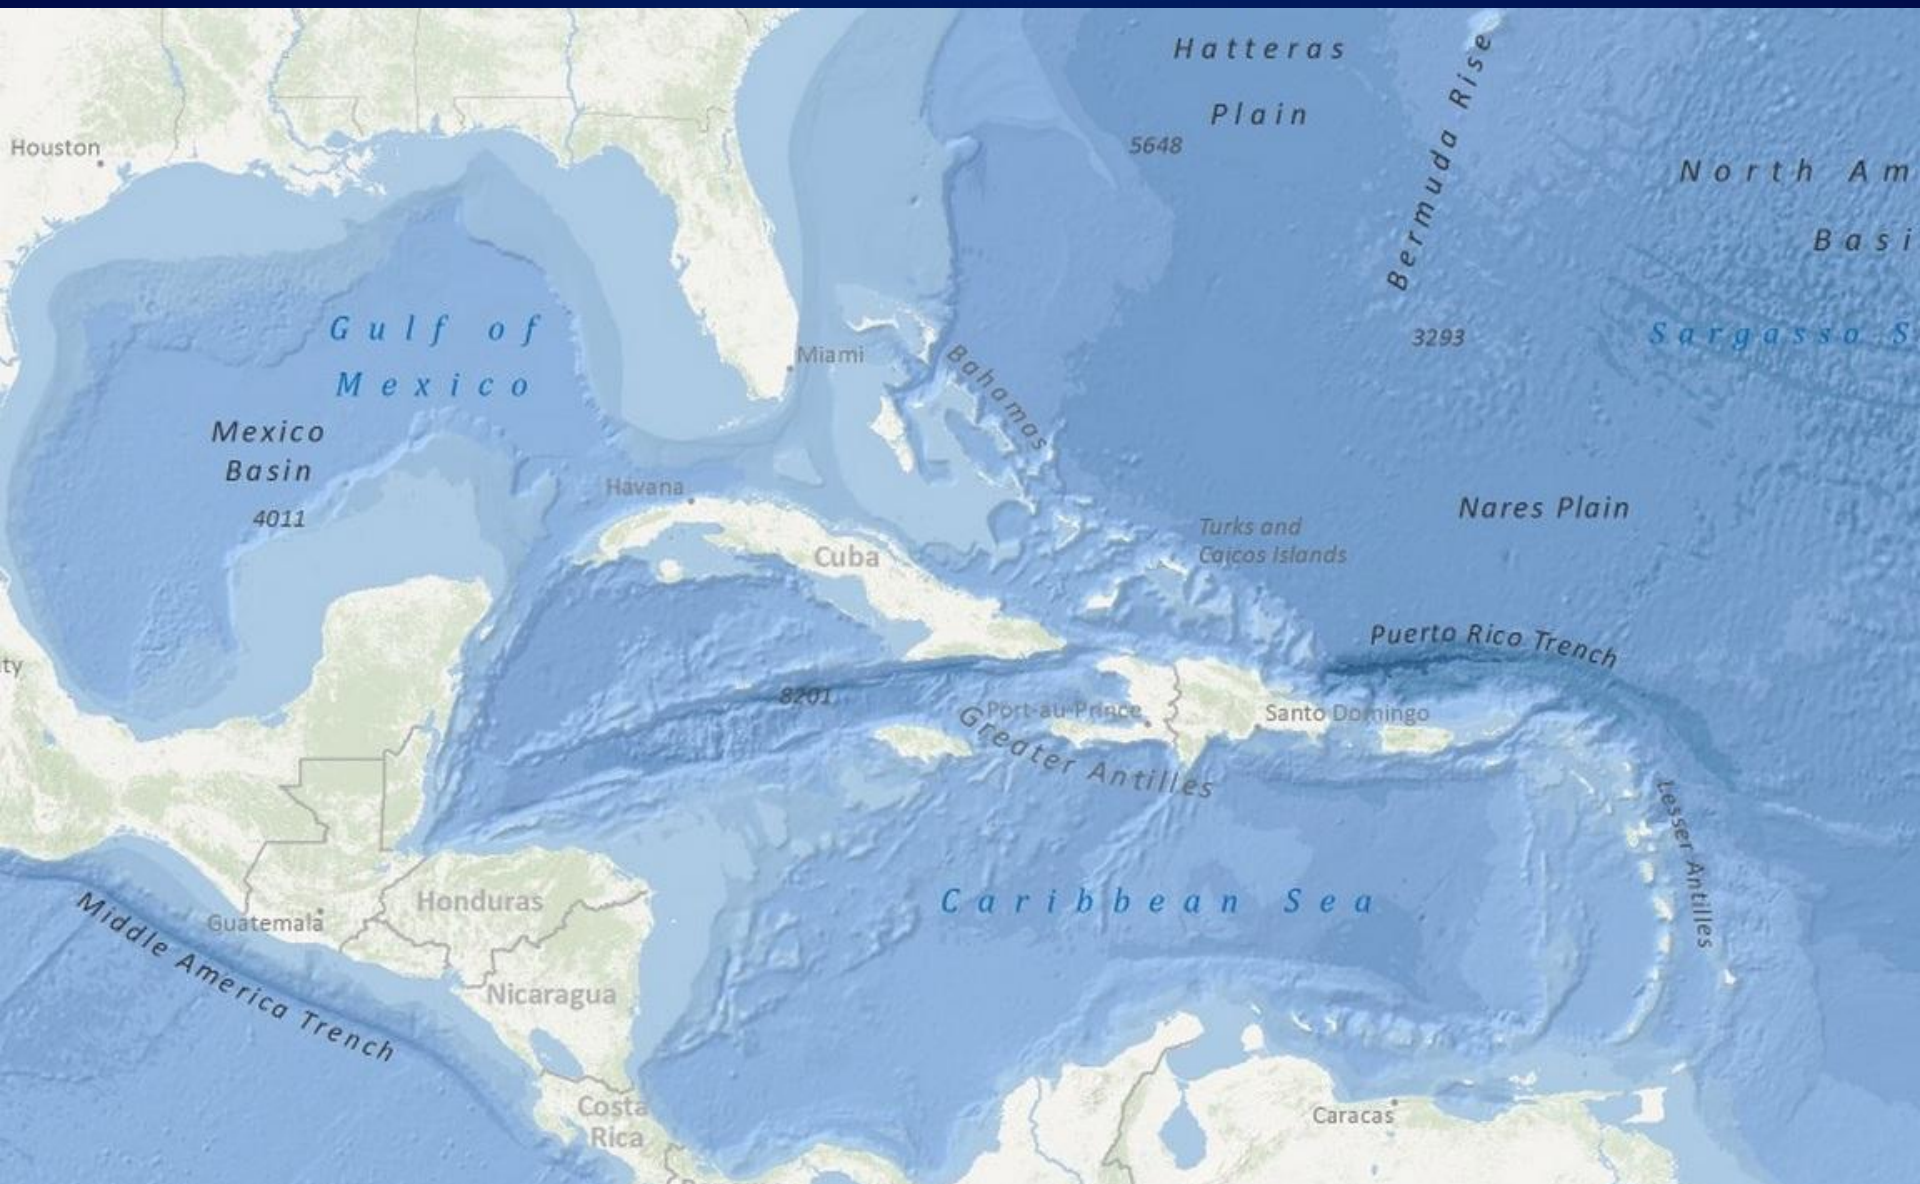 Hatteras
Plain
5648
Bermuda Rise
North Am
Basi
Houston
Gulf of
Mexico
Sargasso S
3293
Miami
Bahamas
Mexico
Basin
4011
Havana
Nares Plain
Turks and
Caicos Islands
Cuba
Puerto Rico Trench
ity
8201
Port-au-Prince
Santo Domingo
Greater Antilles
Lesser Antilles
Caribbean Sea
Honduras
Guatemala
Middle America Trench
Nicaragua
Costa
Rica
Caracas